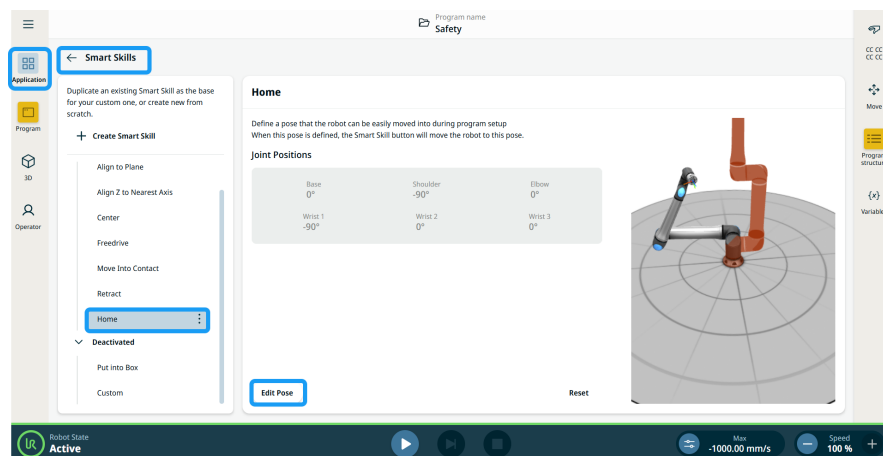 Program name
Safety
Application
Program
3D
Operator
Smart Skills
Duplicate an existing Smart Skill as the base
for your custom one, or create new from
scratch.
Create Smart Skill
Align to Plane
Align Z to Nearest Axis
Center
Freedrive
Move Into Contact
Retract
Home
Deactivated
Put into Box
Custom
Home
Define a pose that the robot can be easily moved into during program setup
When this pose is defined, the Smart Skill button will move the robot to this pose.
Joint Positions
Base
0°
Shoulder
-90°
Elbow
0°
Wrist 1
-90°
Wrist 2
0°
Wrist 3
0°
Edit Pose
Reset
Move
Program
structur
{x}
Variable
Robot State
Active
Max
-1000.00 mm/s
Speed
100 %